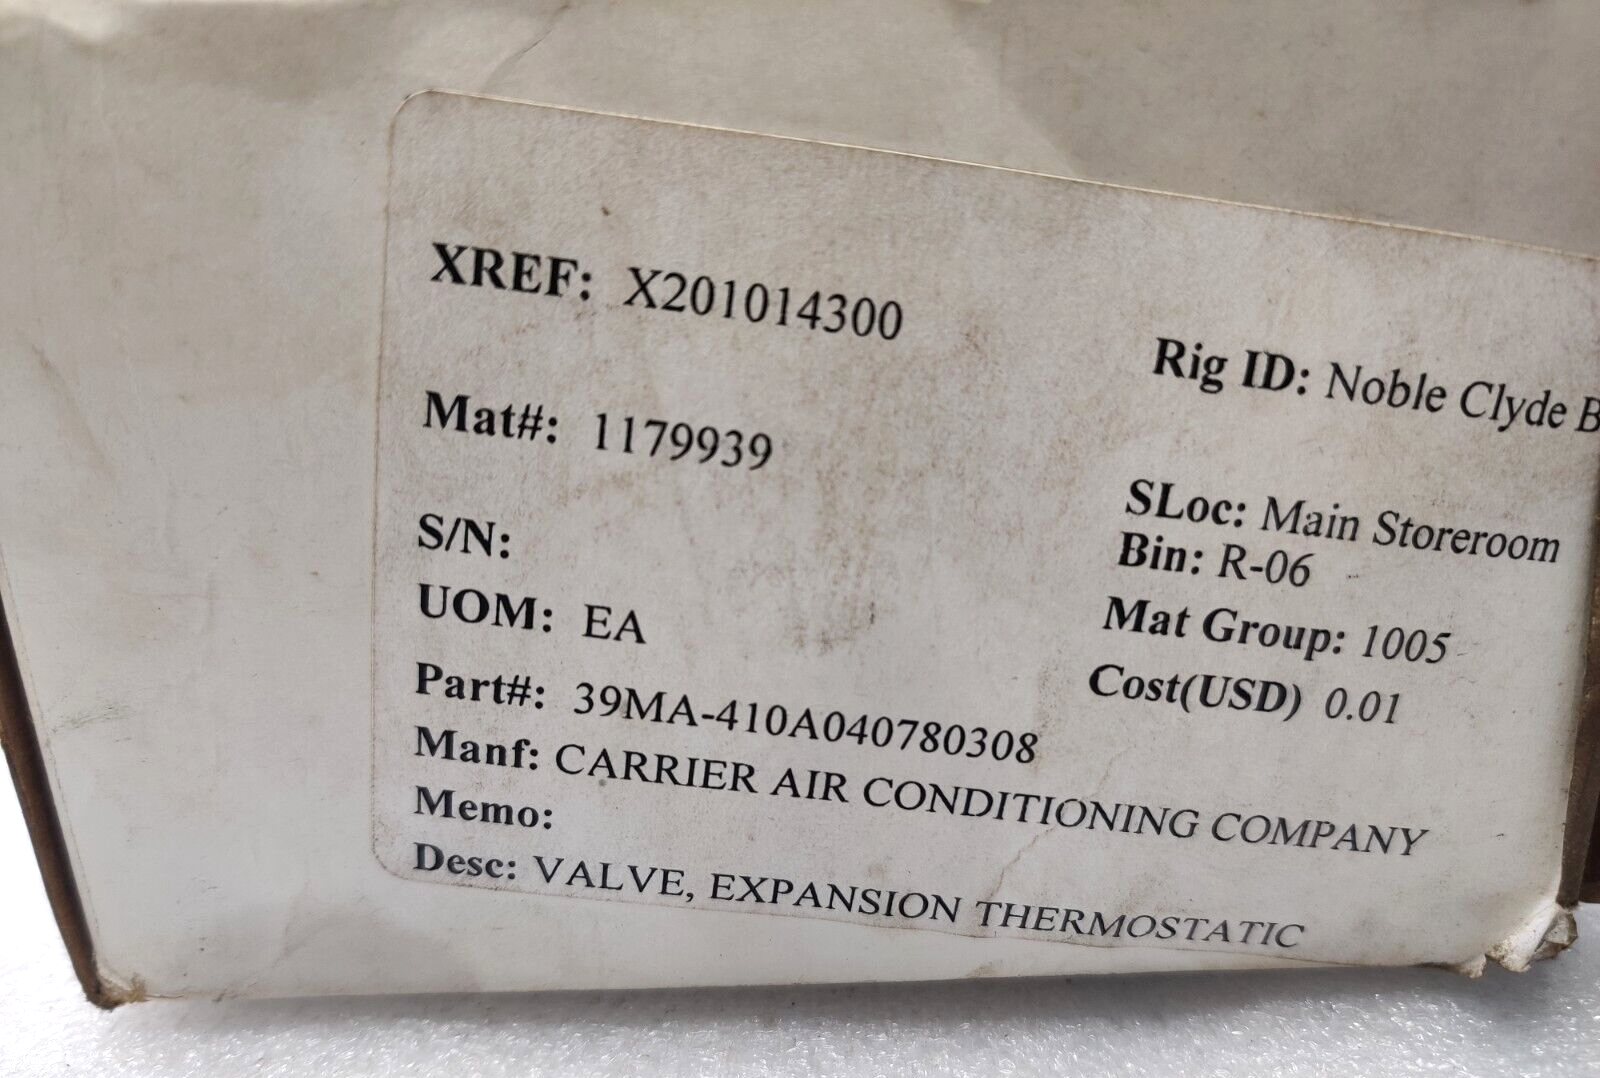 XREF: X201014300
Rig ID: Noble Clyde B
Mat#: 1179939
SLoc: Main Storeroom
S/N:
Bin: R-06
UOM: EA
Mat Group: 1005
Part#: 39MA-410A040780308
Cost(USD) 0.01
Manf: CARRIER AIR CONDITIONING COMPANY
Memo:
Desc: VALVE, EXPANSION THERMOSTATIC